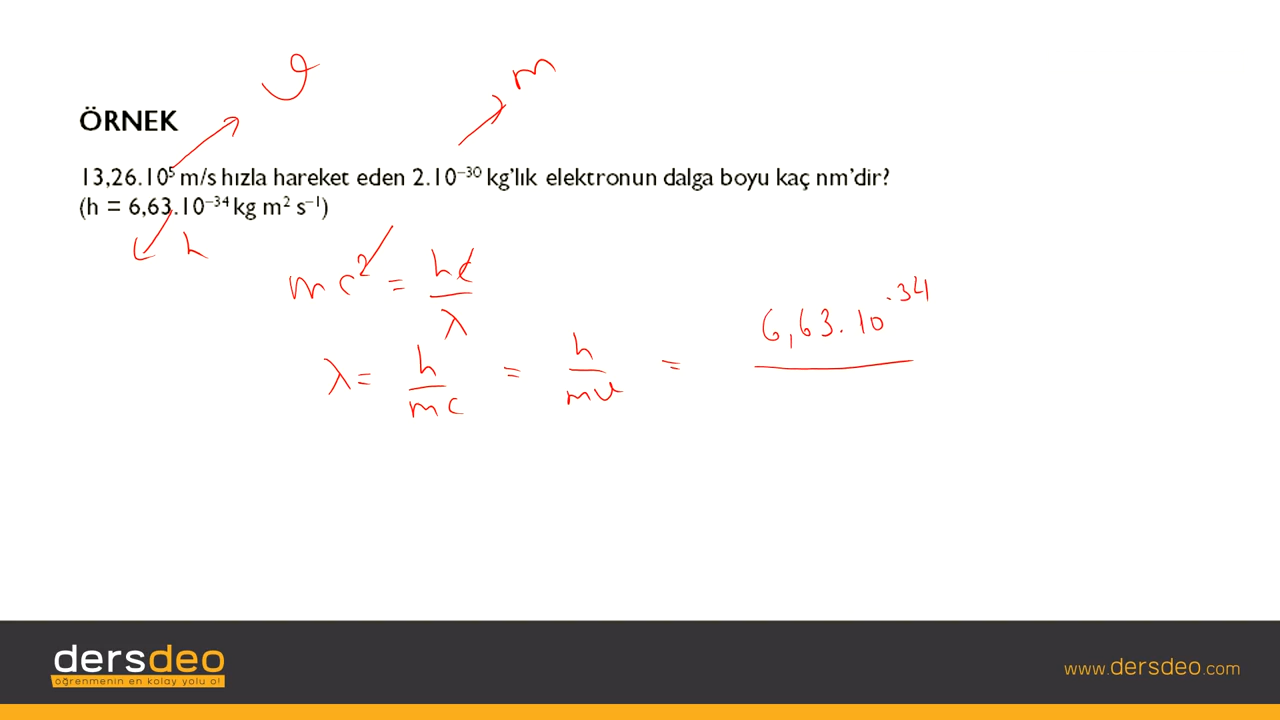 ϑ
m
ÖRNEK
13,26.10⁵ m/s hızla hareket eden 2.10⁻³⁰ kg'lık elektronun dalga boyu kaç nm'dir?
(h = 6,63.10⁻³⁴ kg m² s⁻¹)
h
mc² = hc/λ
λ = h/mc = h/mv = 6,63.10⁻³⁴
dersdeo
öğrenmenin en kolay yolu o!
www.dersdeo.com